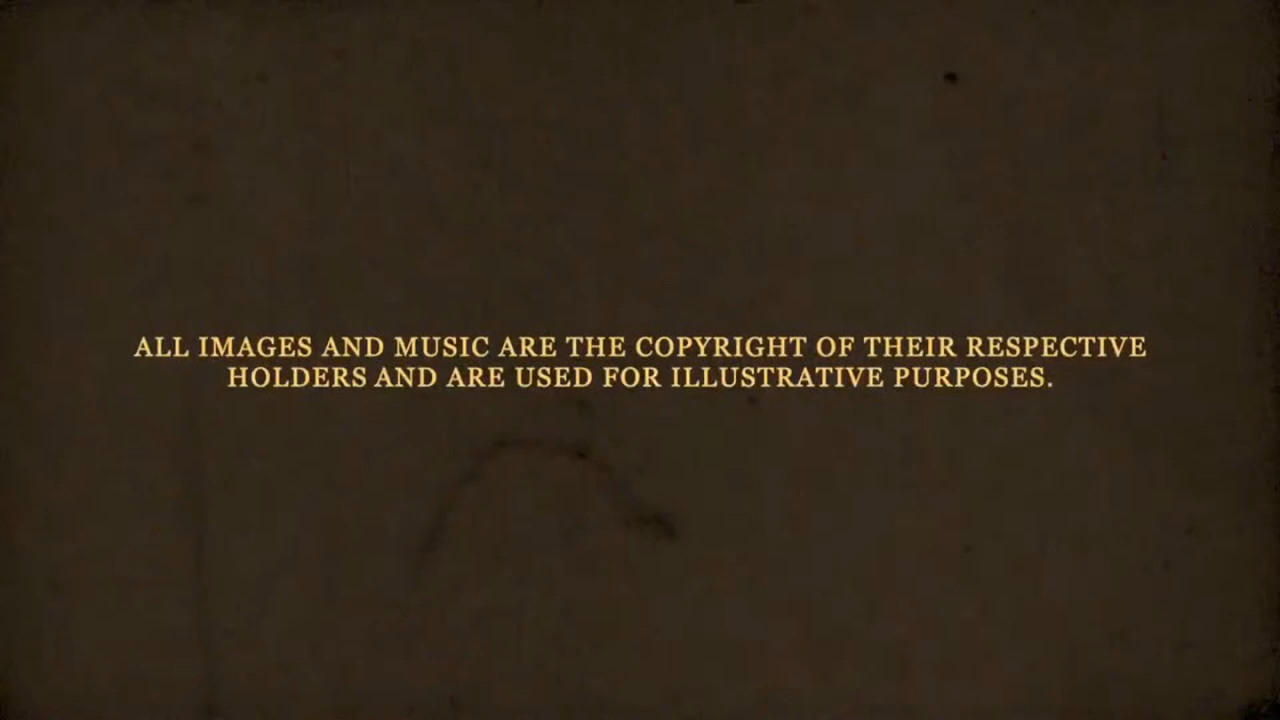 ALL IMAGES AND MUSIC ARE THE COPYRIGHT OF THEIR RESPECTIVE
HOLDERS AND ARE USED FOR ILLUSTRATIVE PURPOSES.